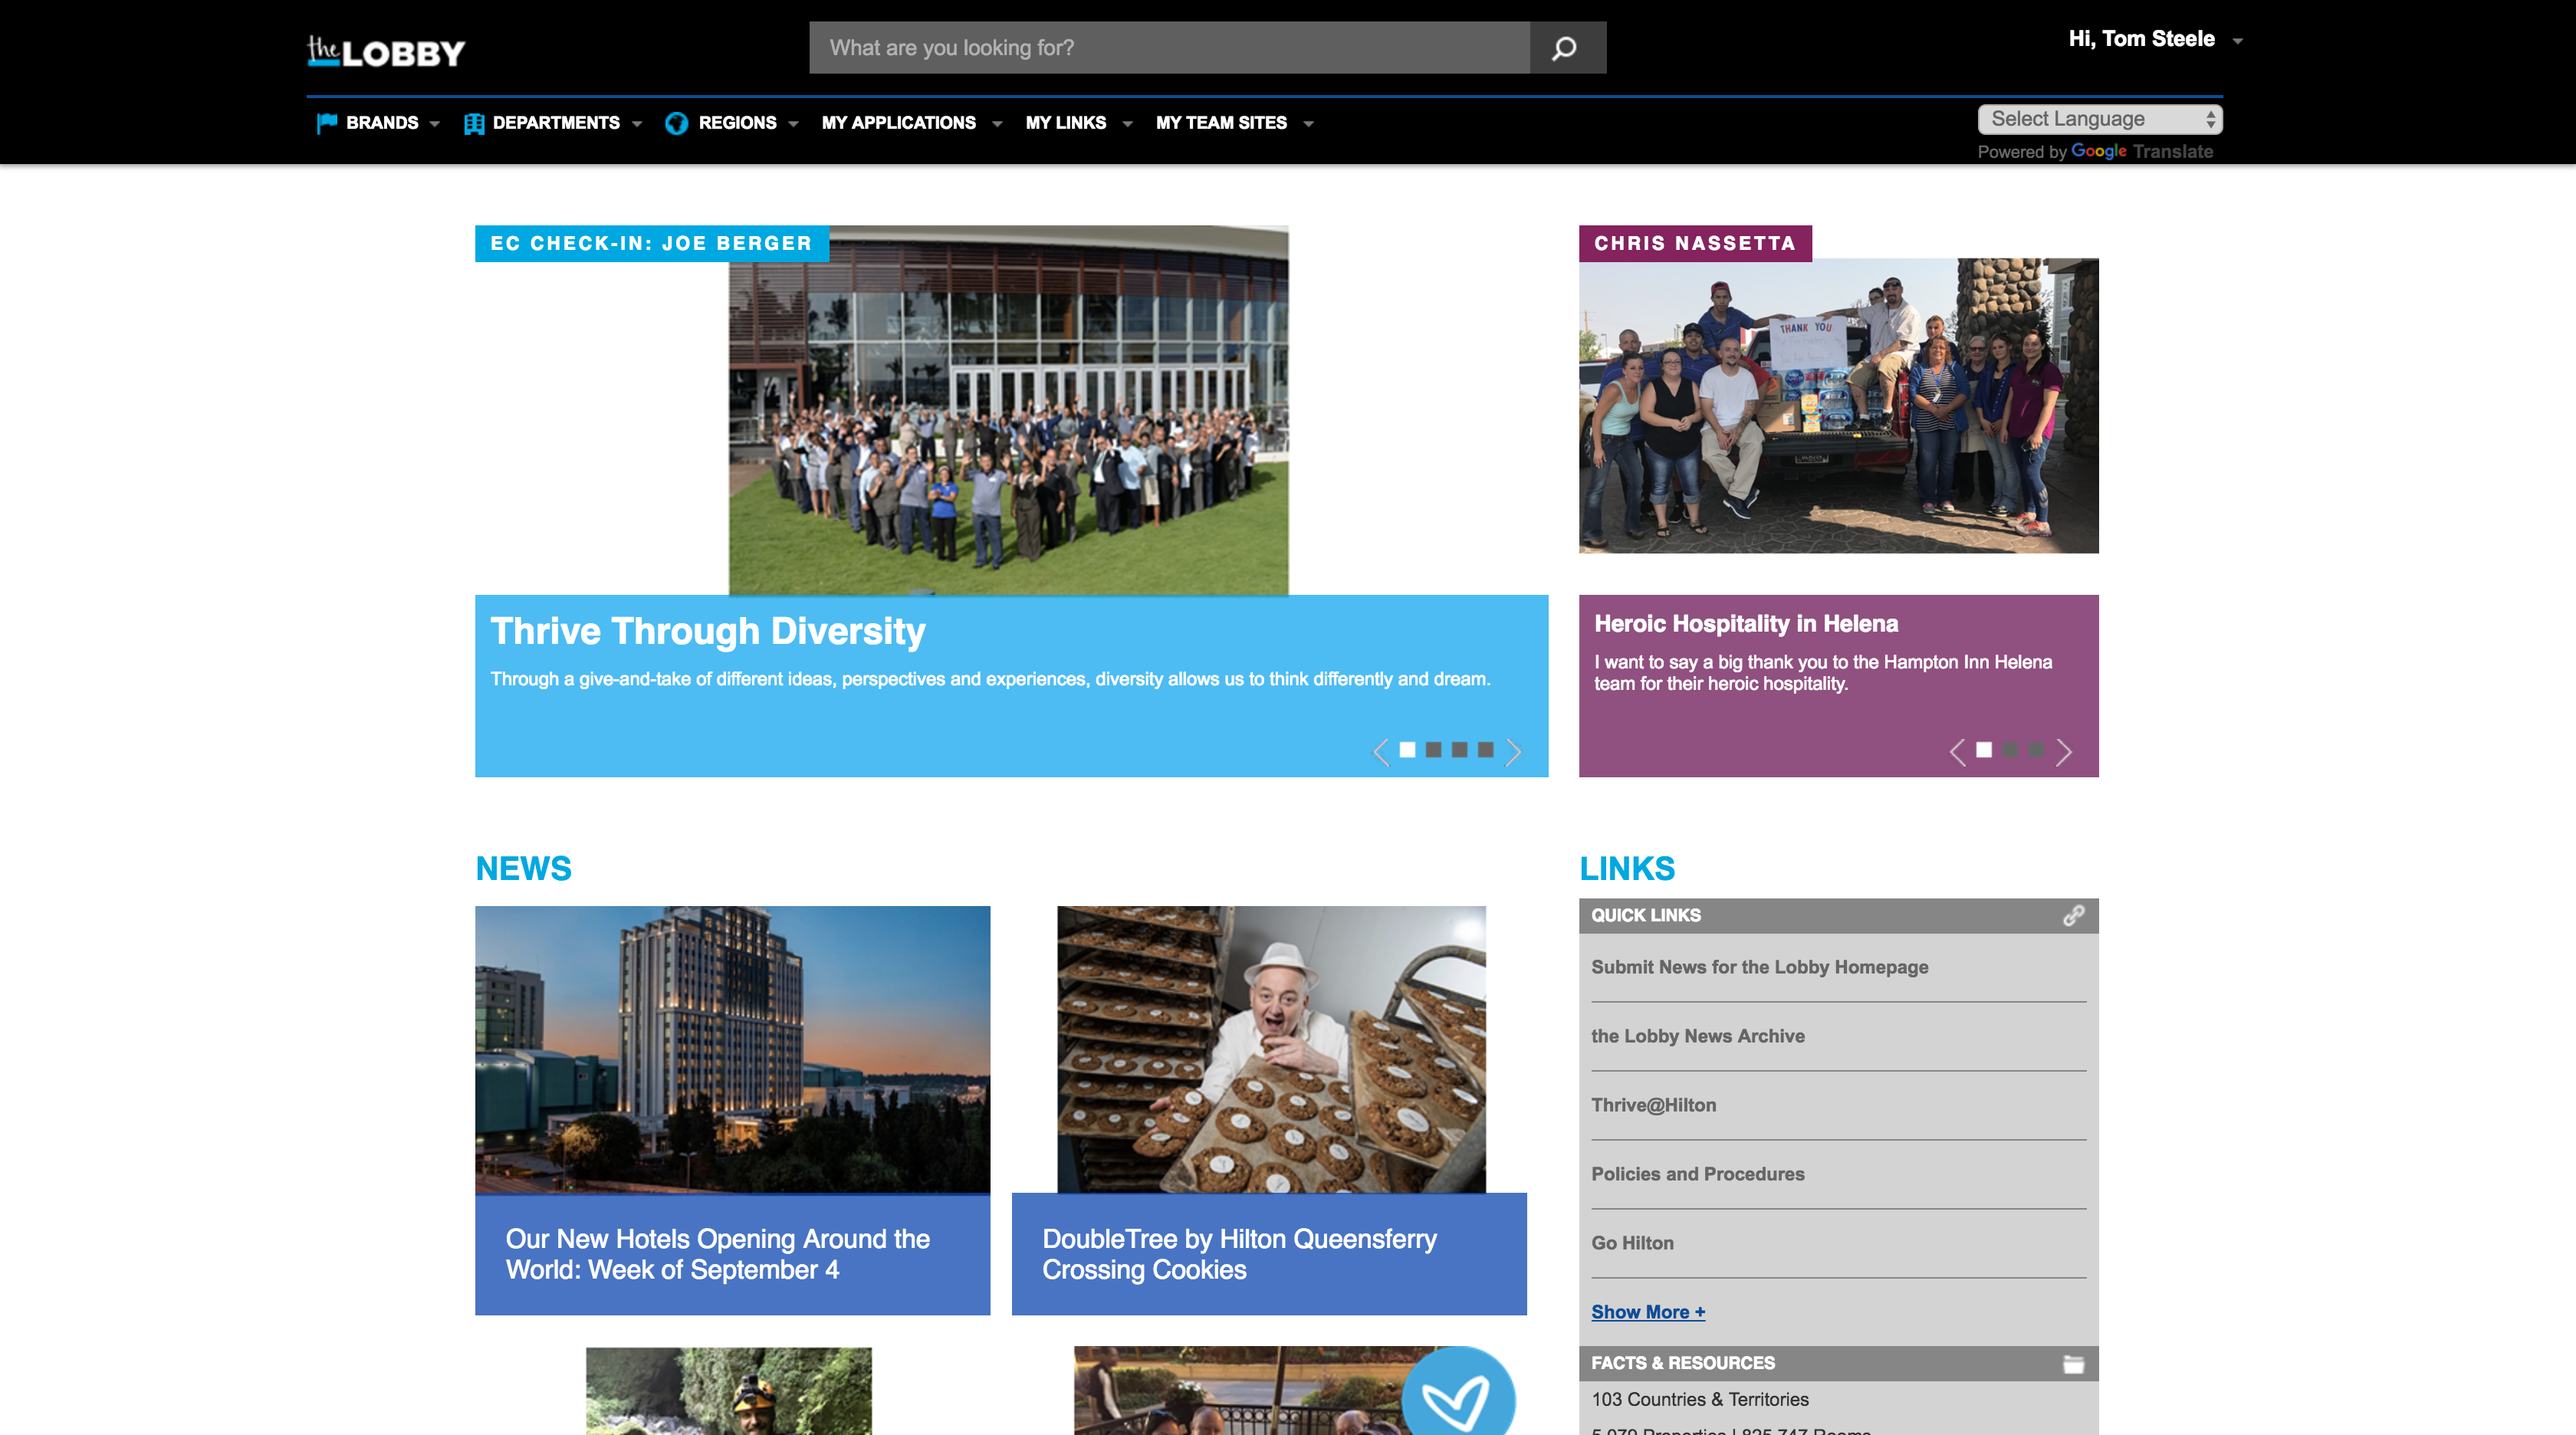 the LOBBY
What are you looking for?
Hi, Tom Steele
BRANDS
DEPARTMENTS
REGIONS
MY APPLICATIONS
MY LINKS
MY TEAM SITES
Select Language
Powered by Google Translate
EC CHECK-IN: JOE BERGER
Thrive Through Diversity
Through a give-and-take of different ideas, perspectives and experiences, diversity allows us to think differently and dream.
CHRIS NASSETTA
THANK YOU
Heroic Hospitality in Helena
I want to say a big thank you to the Hampton Inn Helena
team for their heroic hospitality.
NEWS
Our New Hotels Opening Around the
World: Week of September 4
DoubleTree by Hilton Queensferry
Crossing Cookies
LINKS
QUICK LINKS
Submit News for the Lobby Homepage
the Lobby News Archive
Thrive@Hilton
Policies and Procedures
Go Hilton
Show More +
FACTS & RESOURCES
103 Countries & Territories
5,079 Properties | 825,747 Rooms